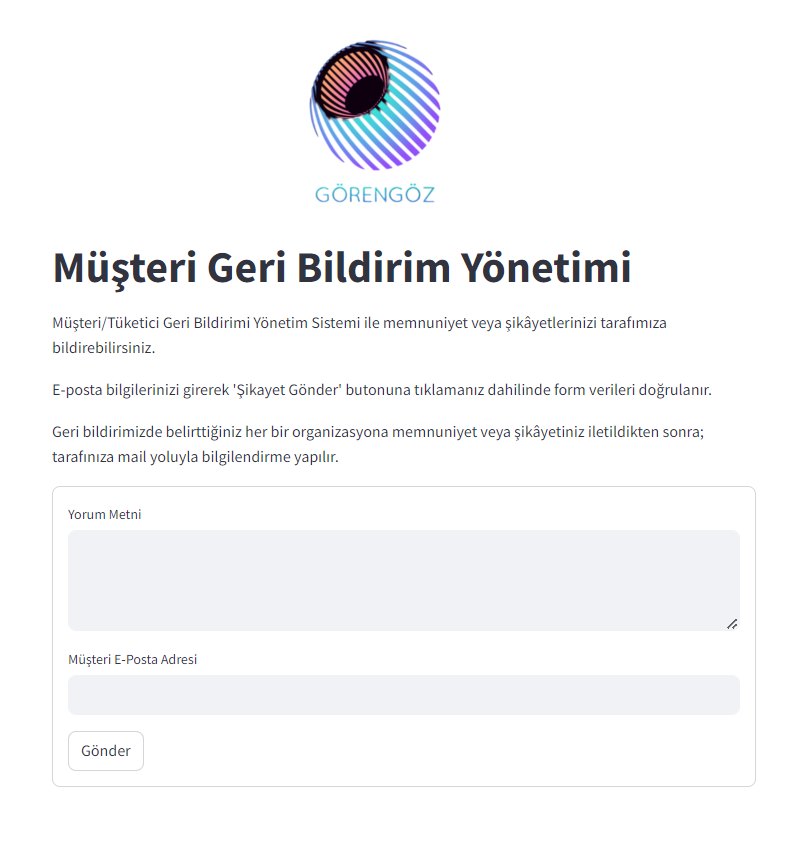 GÖRENGÖZ
Müşteri Geri Bildirim Yönetimi
Müşteri/Tüketici Geri Bildirimi Yönetim Sistemi ile memnuniyet veya şikâyetlerinizi tarafımıza
bildirebilirsiniz.
E-posta bilgilerinizi girerek 'Şikayet Gönder' butonuna tıklamanız dahilinde form verileri doğrulanır.
Geri bildirimizde belirttiğiniz her bir organizasyona memnuniyet veya şikâyetiniz iletildikten sonra;
tarafınıza mail yoluyla bilgilendirme yapılır.
Yorum Metni
Müşteri E-Posta Adresi
Gönder